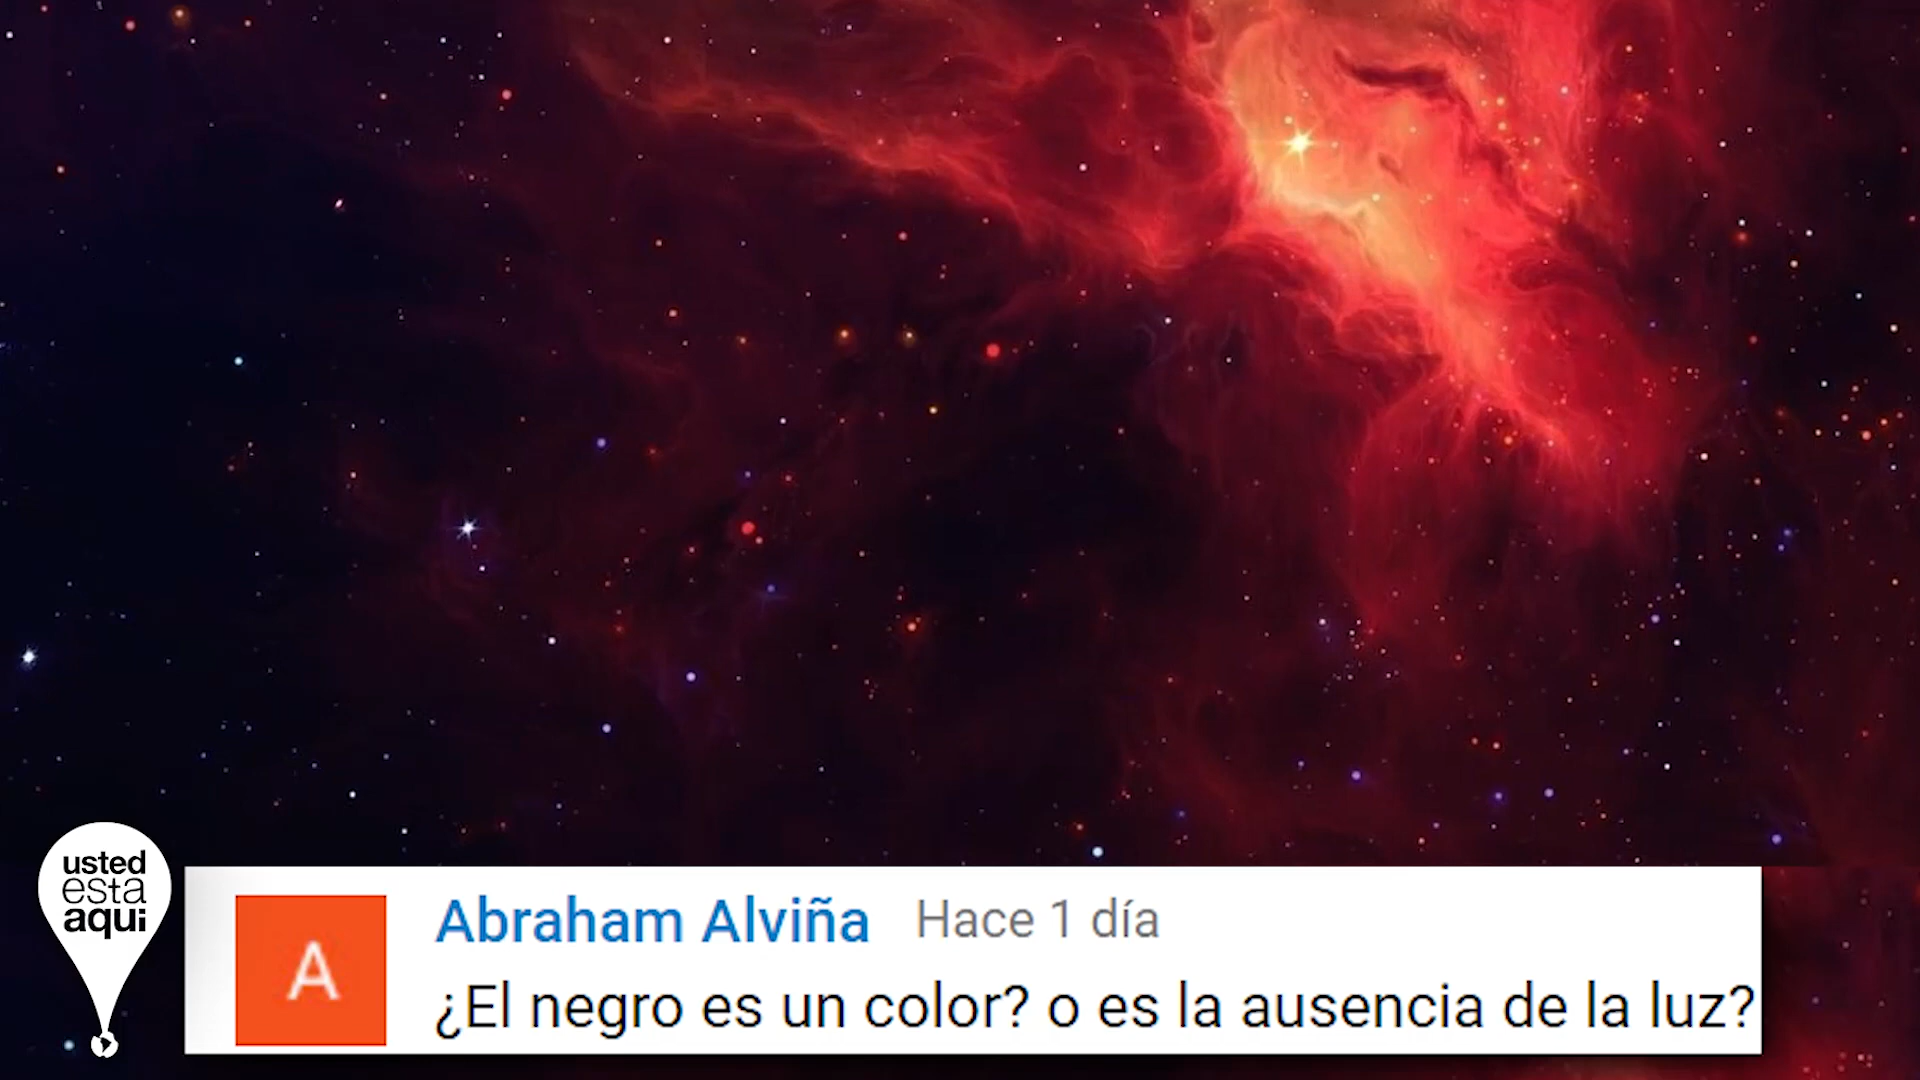 usted
esta
aqui
A
Abraham Alviña Hace 1 día
¿El negro es un color? o es la ausencia de la luz?